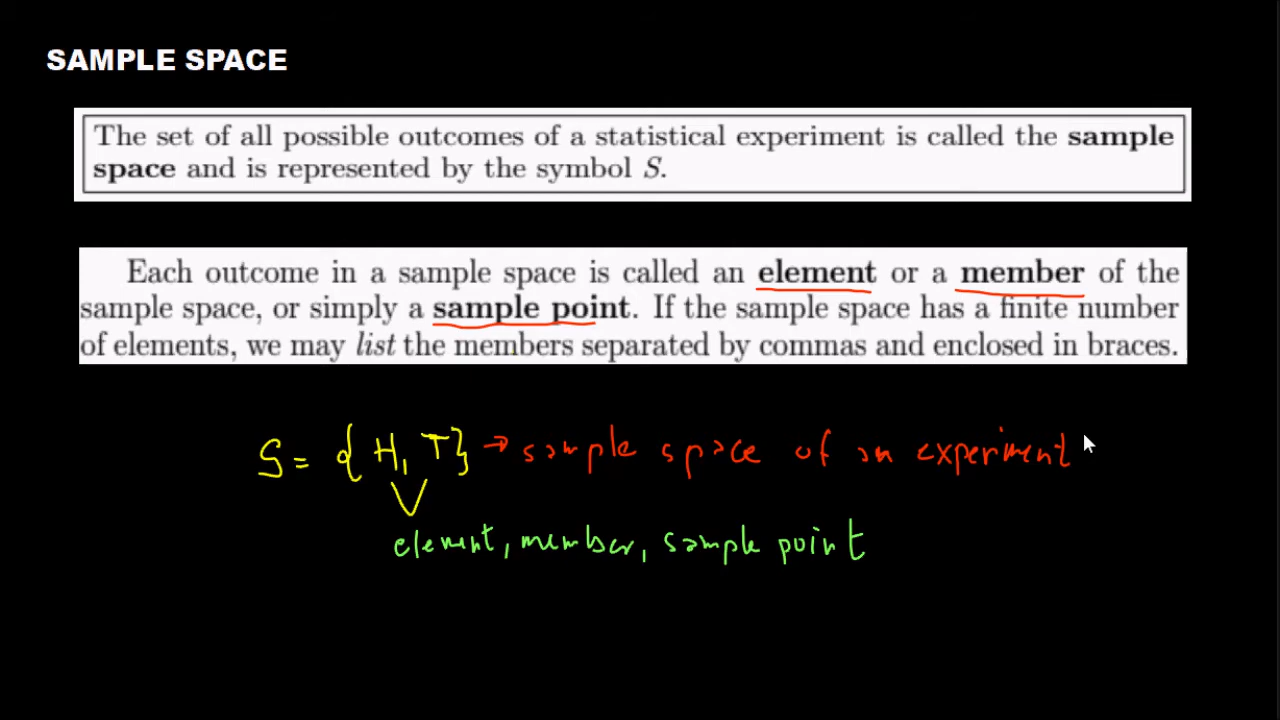 SAMPLE SPACE
The set of all possible outcomes of a statistical experiment is called the sample
space and is represented by the symbol S.
Each outcome in a sample space is called an element or a member of the
sample space, or simply a sample point. If the sample space has a finite number
of elements, we may list the members separated by commas and enclosed in braces.
S = { H, T} → sample space of an experiment
element, member, sample point